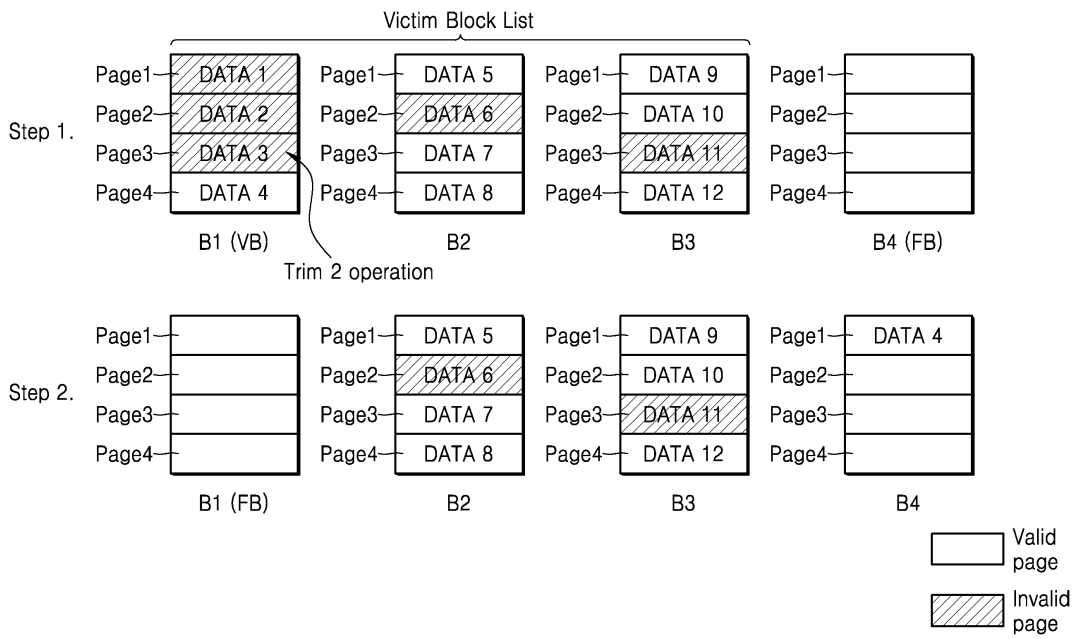 Victim Block List
Step 1.
Page1 DATA 1 Page1 DATA 5 Page1 DATA 9 Page1
Page2 DATA 2 Page2 DATA 6 Page2 DATA 10 Page2
Page3 DATA 3 Page3 DATA 7 Page3 DATA 11 Page3
Page4 DATA 4 Page4 DATA 8 Page4 DATA 12 Page4
B1 (VB) B2 B3 B4 (FB)
Trim 2 operation
Step 2.
Page1 Page1 DATA 5 Page1 DATA 9 Page1 DATA 4
Page2 Page2 DATA 6 Page2 DATA 10 Page2
Page3 Page3 DATA 7 Page3 DATA 11 Page3
Page4 Page4 DATA 8 Page4 DATA 12 Page4
B1 (FB) B2 B3 B4
Valid
page
Invalid
page